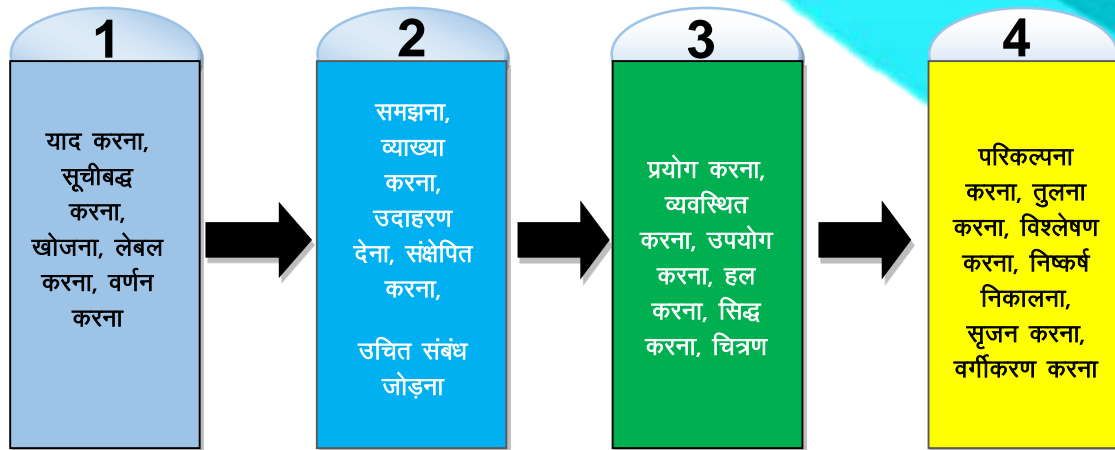 1
याद करना,
सूचीबद्ध
करना,
खोजना, लेबल
करना, वर्णन
करना
2
समझना,
व्याख्या
करना,
उदाहरण
देना, संक्षेपित
करना,
उचित संबंध
जोड़ना
3
प्रयोग करना,
व्यवस्थित
करना, उपयोग
करना, हल
करना, सिद्ध
करना, चित्रण
4
परिकल्पना
करना, तुलना
करना, विश्लेषण
करना, निष्कर्ष
निकालना,
सृजन करना,
वर्गीकरण करना